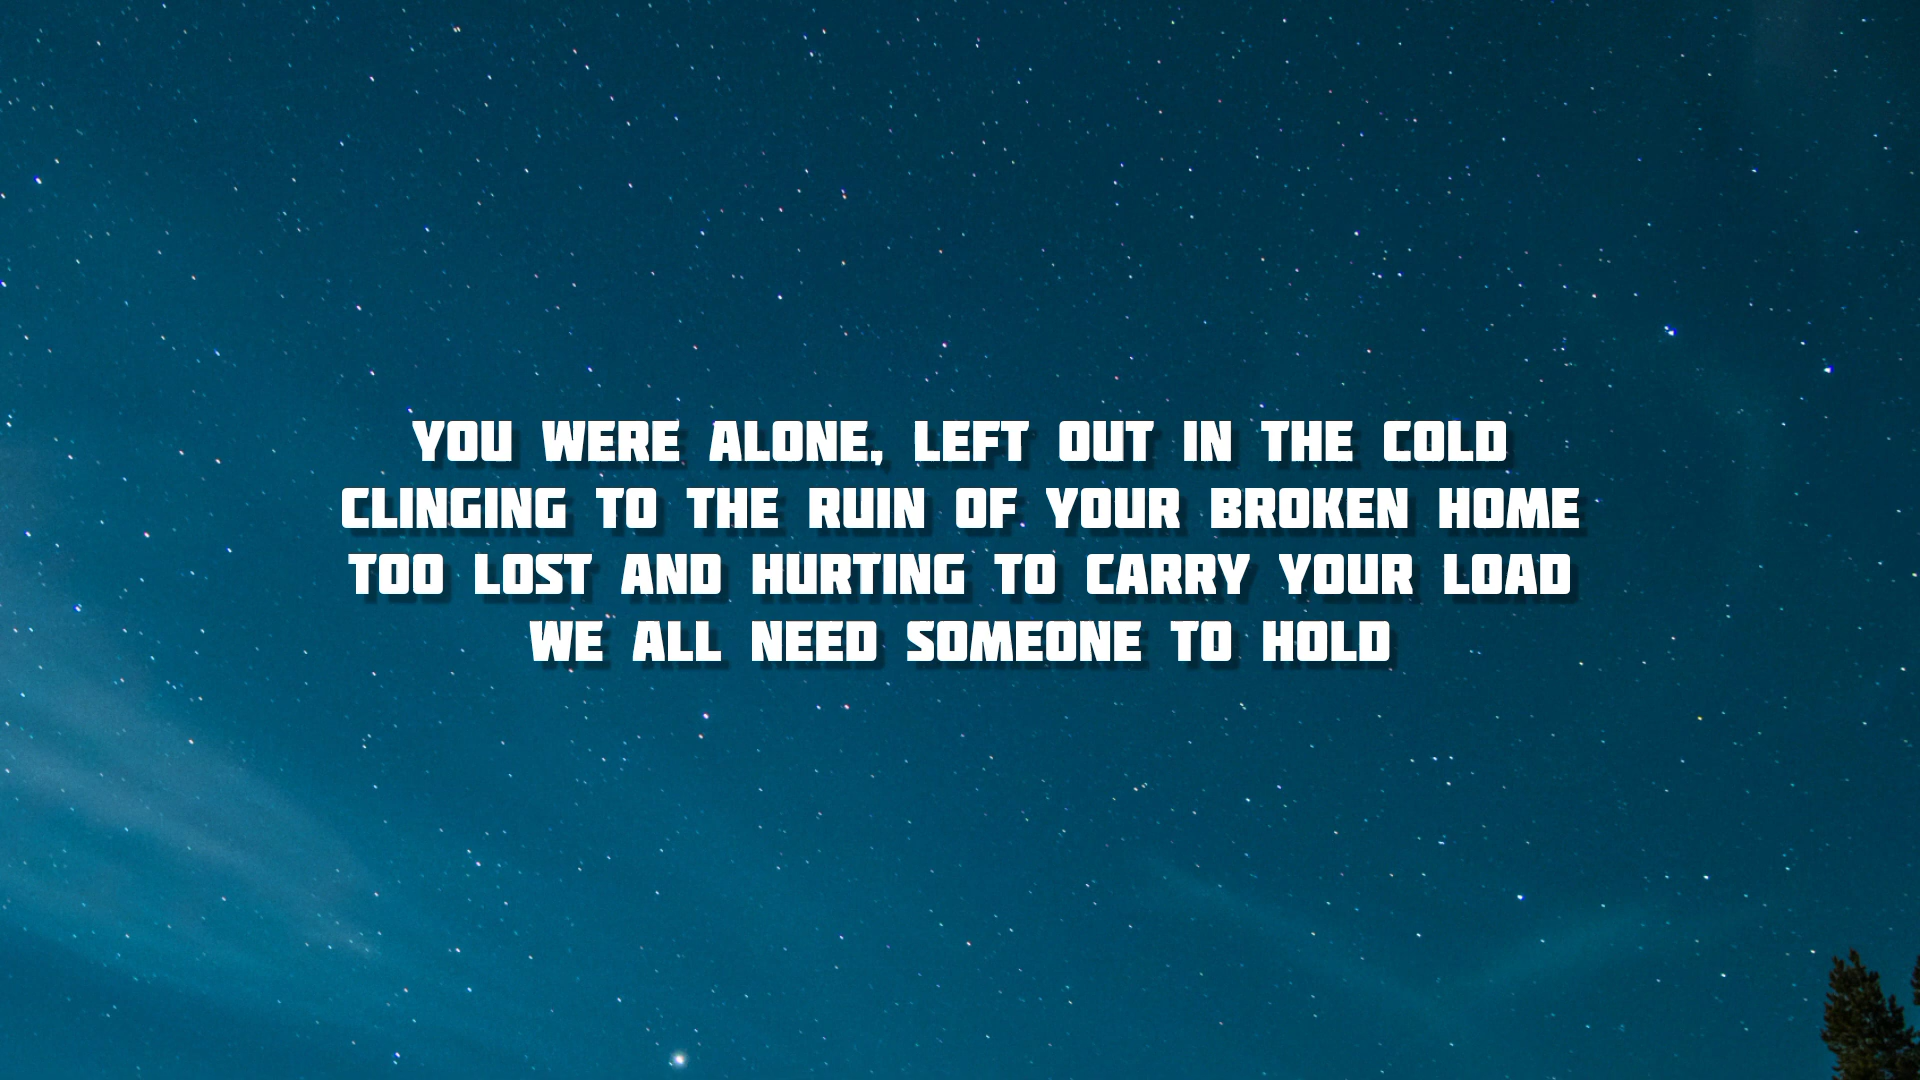 YOU WERE ALONE, LEFT OUT IN THE COLD
CLINGING TO THE RUIN OF YOUR BROKEN HOME
TOO LOST AND HURTING TO CARRY YOUR LOAD
WE ALL NEED SOMEONE TO HOLD